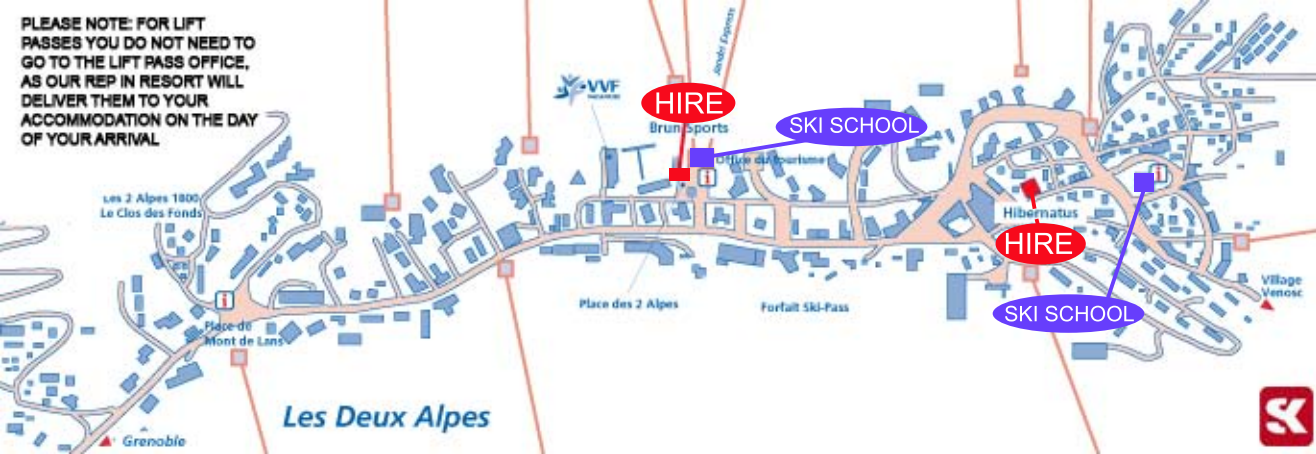 PLEASE NOTE: FOR LIFT
PASSES YOU DO NOT NEED TO
GO TO THE LIFT PASS OFFICE,
AS OUR REP IN RESORT WILL
DELIVER THEM TO YOUR
ACCOMMODATION ON THE DAY
OF YOUR ARRIVAL
Jandri Express
VVF
HIRE
Brun Sports
SKI SCHOOL
Office du tourisme
i
i
Les 2 Alpes 1800
Le Clos des Fonds
Hibernatus
HIRE
Village
Venosc
i
Place des 2 Alpes
Forfait Ski-Pass
SKI SCHOOL
Place de
Mont de Lans
Les Deux Alpes
Grenoble
SK